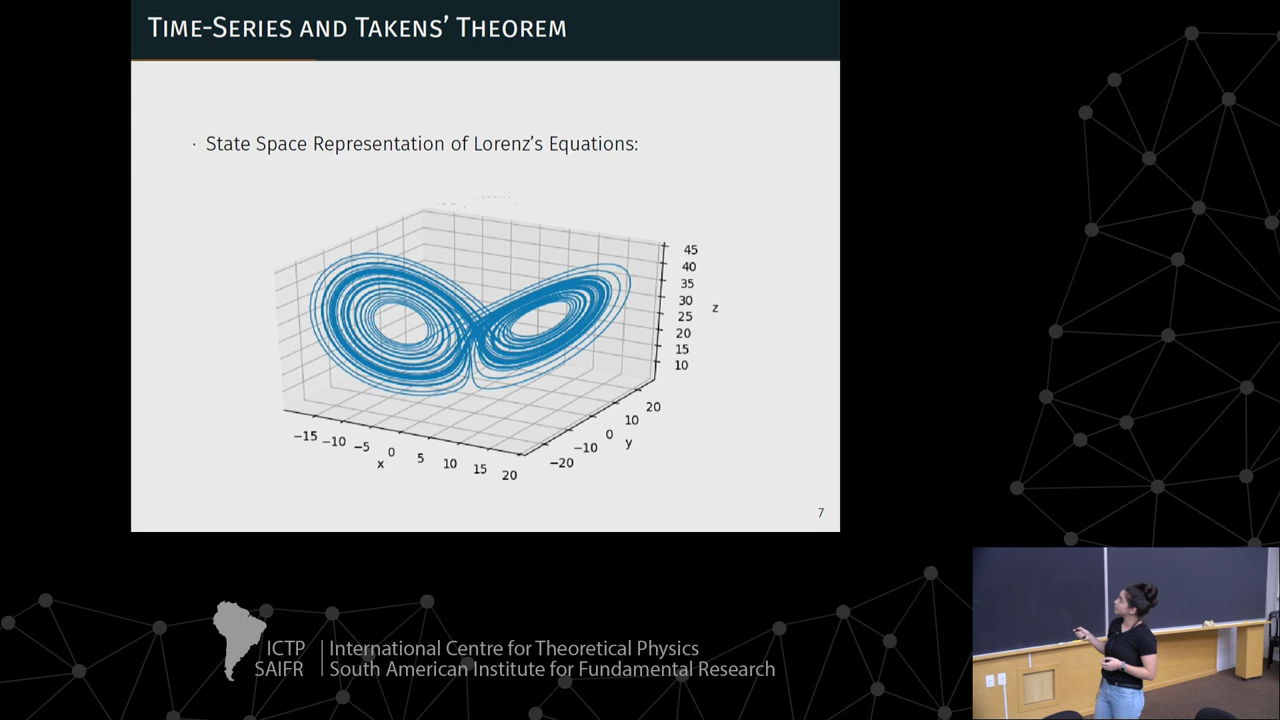 TIME-SERIES AND TAKENS' THEOREM
· State Space Representation of Lorenz's Equations:
45
40
35
30
25
20
15
10
z
20
10
0
−10
−20
y
−15
−10
−5
0
5
10
15
20
x
7
ICTP
SAIFR
International Centre for Theoretical Physics
South American Institute for Fundamental Research